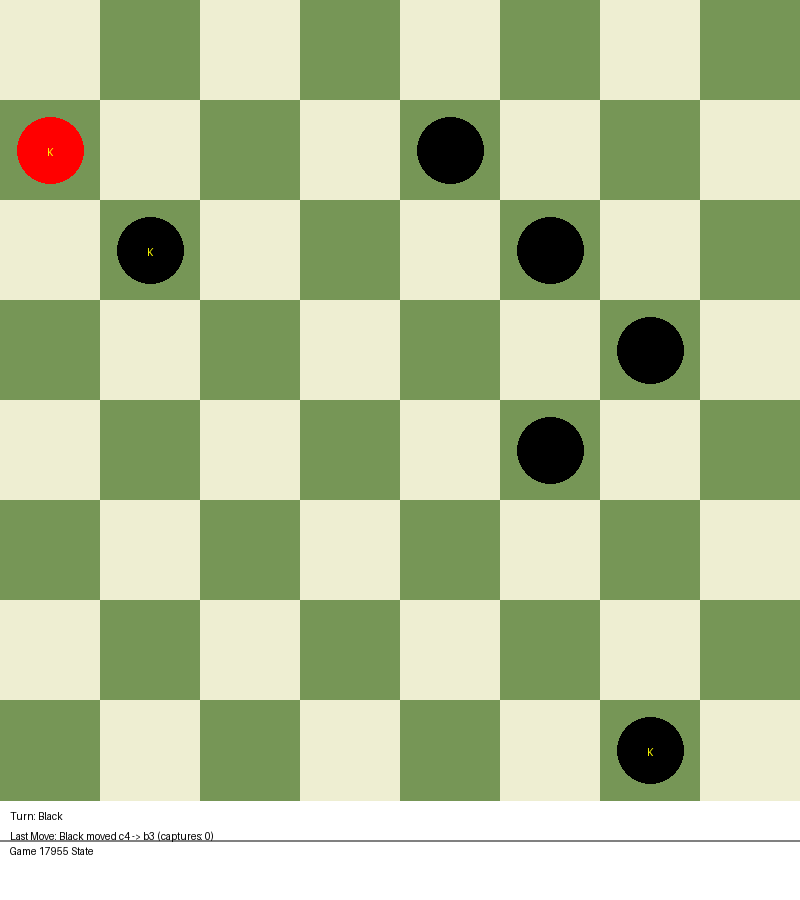 K
K
K
Turn: Black
Last Move: Black moved c4 -> b3 (captures: 0)
Game 17955 State